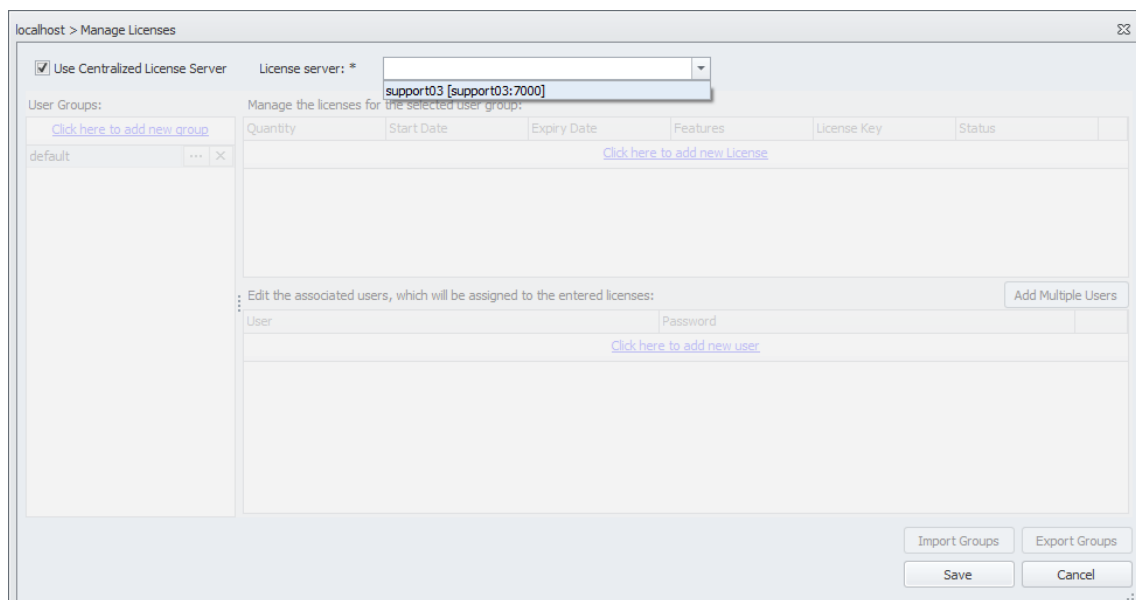 localhost > Manage Licenses
Use Centralized License Server License server: *
support03 [support03:7000]
User Groups: Manage the licenses for the selected user group:
Click here to add new group Quantity Start Date Expiry Date Features License Key Status
default ... Click here to add new License
Edit the associated users, which will be assigned to the entered licenses: Add Multiple Users
User Password
Click here to add new user
Import Groups Export Groups
Save Cancel